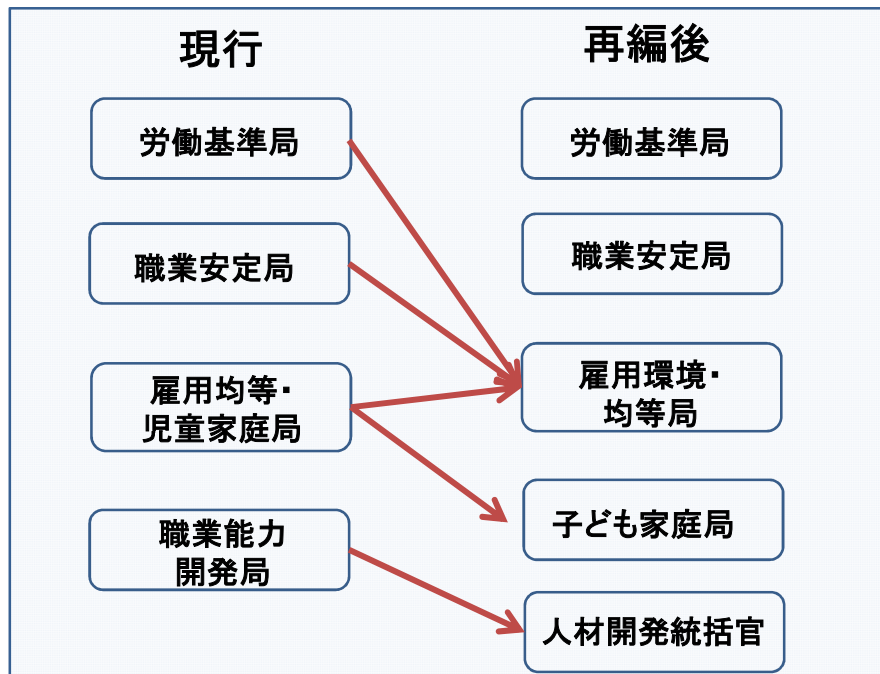 現行
労働基準局
職業安定局
雇用均等・
児童家庭局
職業能力
開発局
再編後
労働基準局
職業安定局
雇用環境・
均等局
子ども家庭局
人材開発統括官